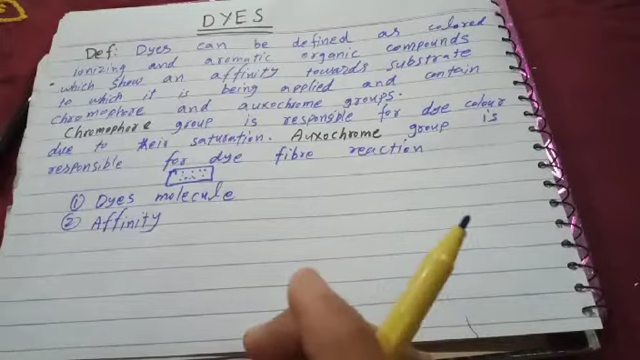 DYES
Def: Dyes can be defined as colored
ionizing and aromatic organic compounds
which show an affinity towards substrate
to which it is being applied and contain
chromophore and auxochrome groups.
Chromophore group is responsible for dye colour
due to their saturation. Auxochrome group is
responsible for dye fibre reaction
① Dyes molecule
② Affinity